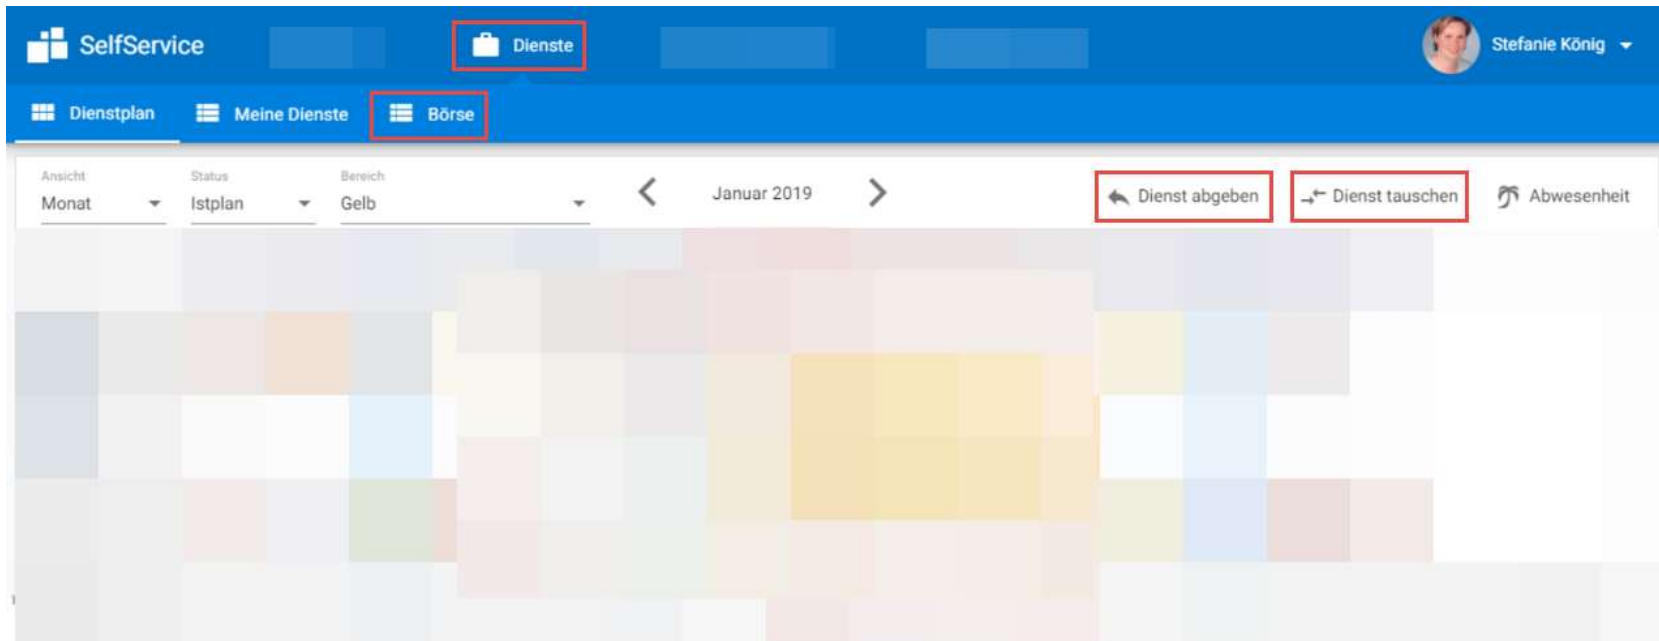 SelfService
Dienste
Stefanie König
Dienstplan
Meine Dienste
Börse
Ansicht
Status
Bereich
Monat
Istplan
Gelb
Januar 2019
Dienst abgeben
Dienst tauschen
Abwesenheit